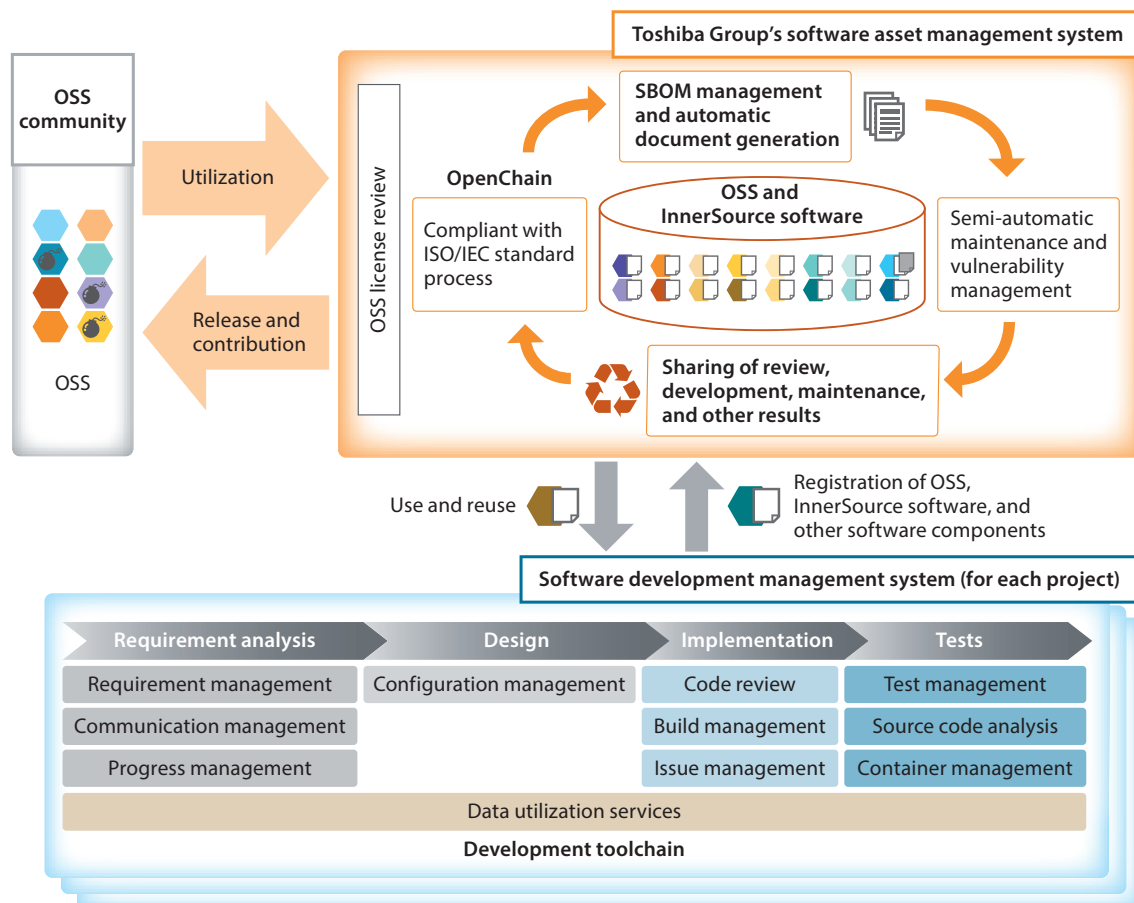 Toshiba Group's software asset management system
OSS
community
Utilization
Release and
contribution
OSS
OSS license review
SBOM management
and automatic
document generation
OpenChain
Compliant with
ISO/IEC standard
process
OSS and
InnerSource software
Semi-automatic
maintenance and
vulnerability
management
Sharing of review,
development, maintenance,
and other results
Use and reuse
Registration of OSS,
InnerSource software, and
other software components
Software development management system (for each project)
Requirement analysis
Design
Implementation
Tests
Requirement management
Configuration management
Code review
Test management
Communication management
Build management
Source code analysis
Progress management
Issue management
Container management
Data utilization services
Development toolchain